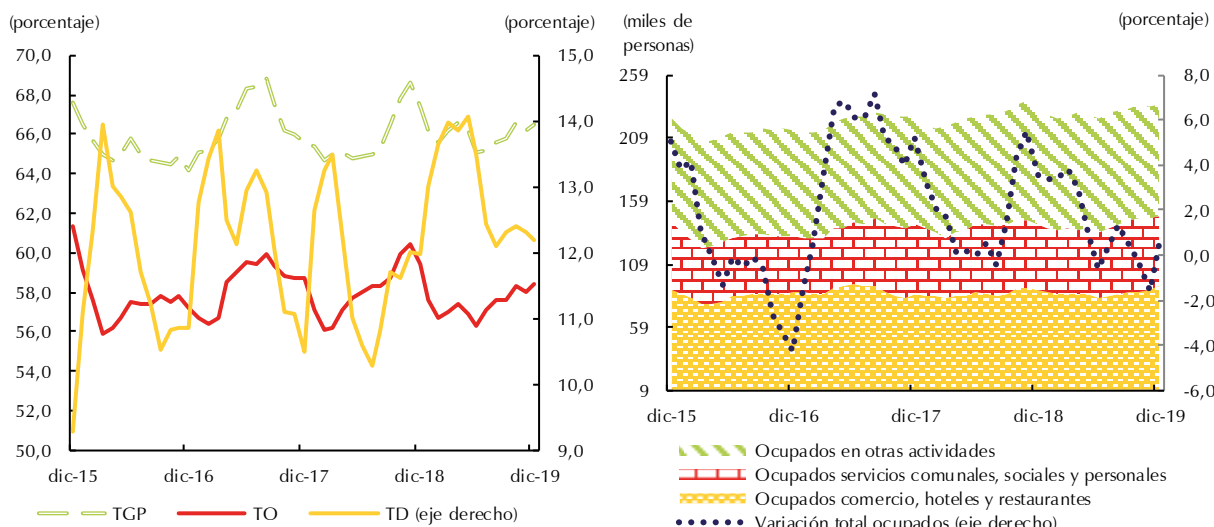 (porcentaje) (porcentaje)
70,0 15,0
68,0 14,0
66,0
64,0 13,0
62,0
60,0 12,0
58,0
56,0 11,0
54,0
52,0 10,0
50,0 9,0
dic-15 dic-16 dic-17 dic-18 dic-19
TGP TO TD (eje derecho)
(miles de
personas) (porcentaje)
259 8,0
6,0
209 4,0
159 2,0
109 0,0
-2,0
59 -4,0
9 -6,0
dic-15 dic-16 dic-17 dic-18 dic-19
Ocupados en otras actividades
Ocupados servicios comunales, sociales y personales
Ocupados comercio, hoteles y restaurantes
Variación total ocupados (eje derecho)